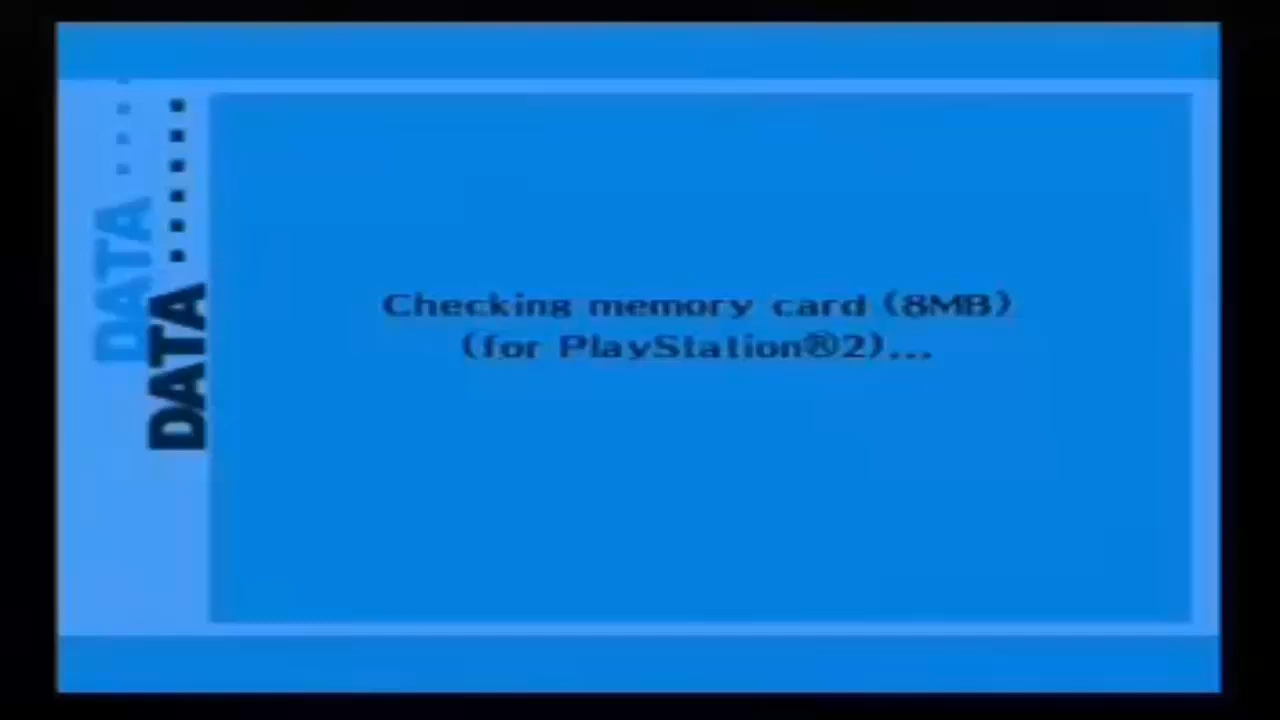 DATA ......
DATA ....
Checking memory card (8MB)
(for PlayStation®2)...